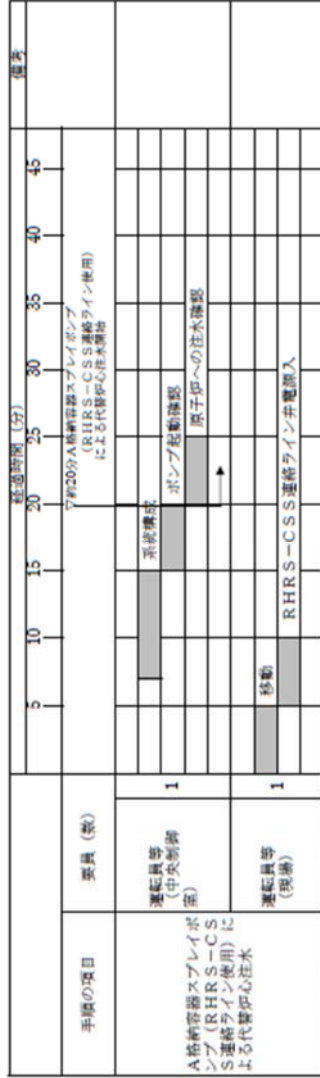 経過時間（分）
備考
5
10
15
20
25
30
35
40
45
手順の項目
要員（数）
▽約20分Ａ格納容器スプレイポンプ
（ＲＨＲＳ－ＣＳＳ連絡ライン使用）
による代替炉心注水開始
Ａ格納容器スプレイポ
ンプ（ＲＨＲＳ－ＣＳ
Ｓ連絡ライン使用）に
よる代替炉心注水
運転員等
（中央制御
室）
1
系統構成
ポンプ起動確認
原子炉への注水確認
運転員等
（現場）
1
移動
ＲＨＲＳ－ＣＳＳ連絡ライン弁電源入